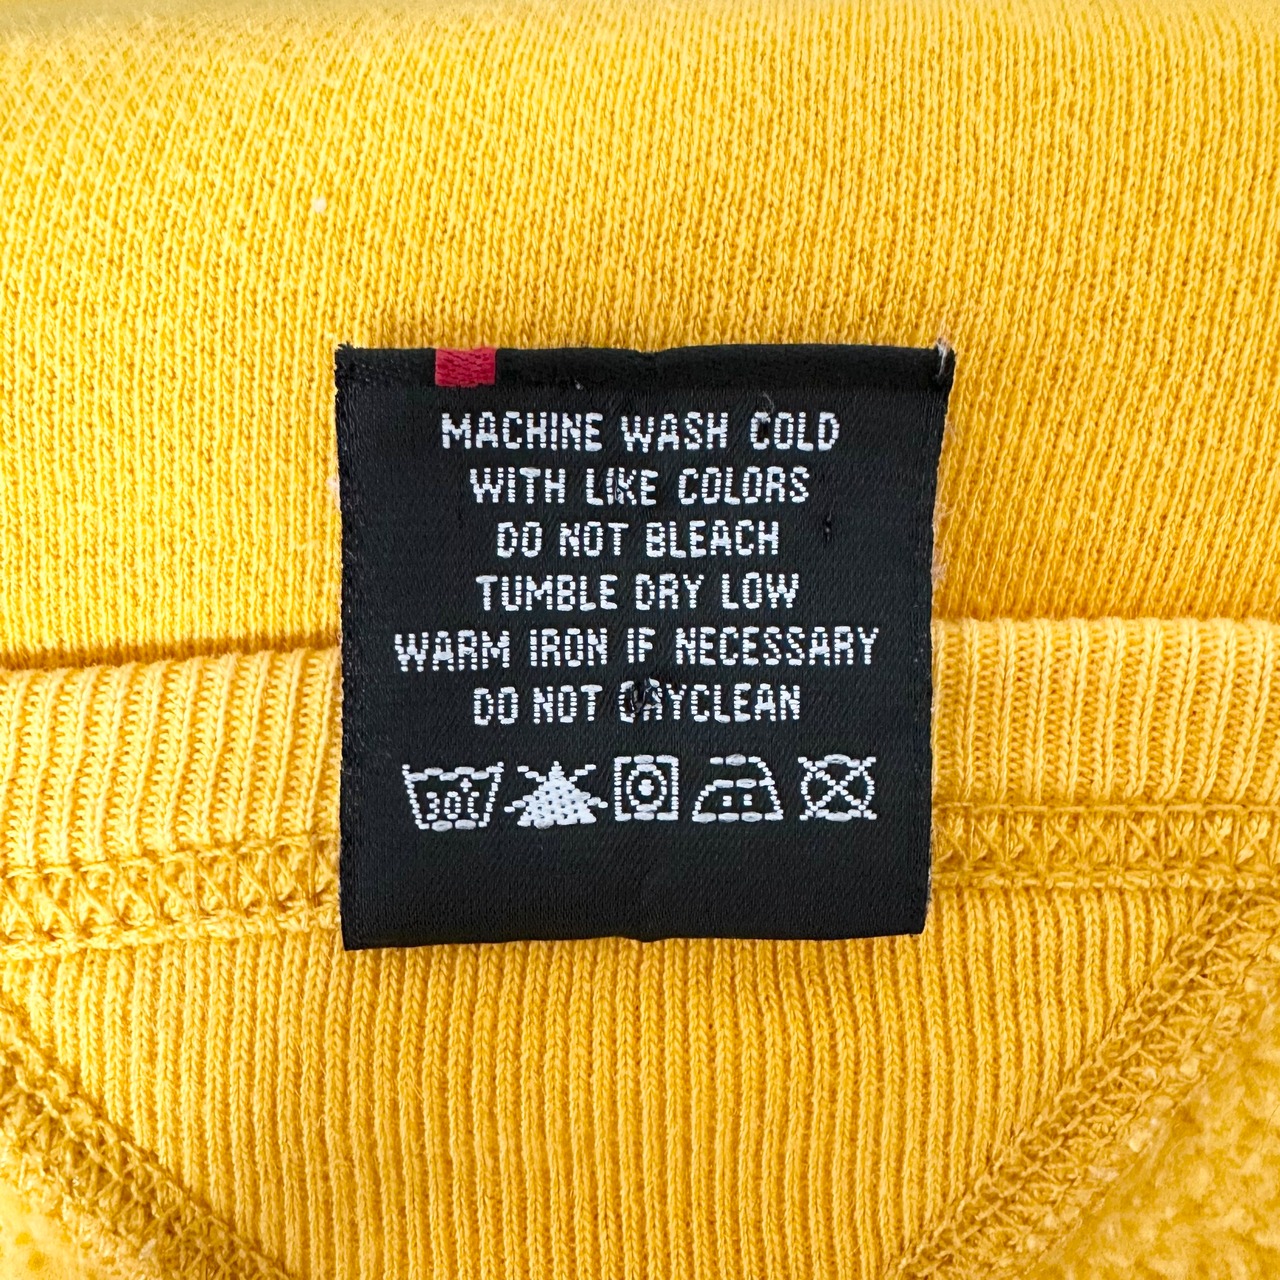 MACHINE WASH COLD
WITH LIKE COLORS
DO NOT BLEACH
TUMBLE DRY LOW
WARM IRON IF NECESSARY
DO NOT DRYCLEAN
30°C